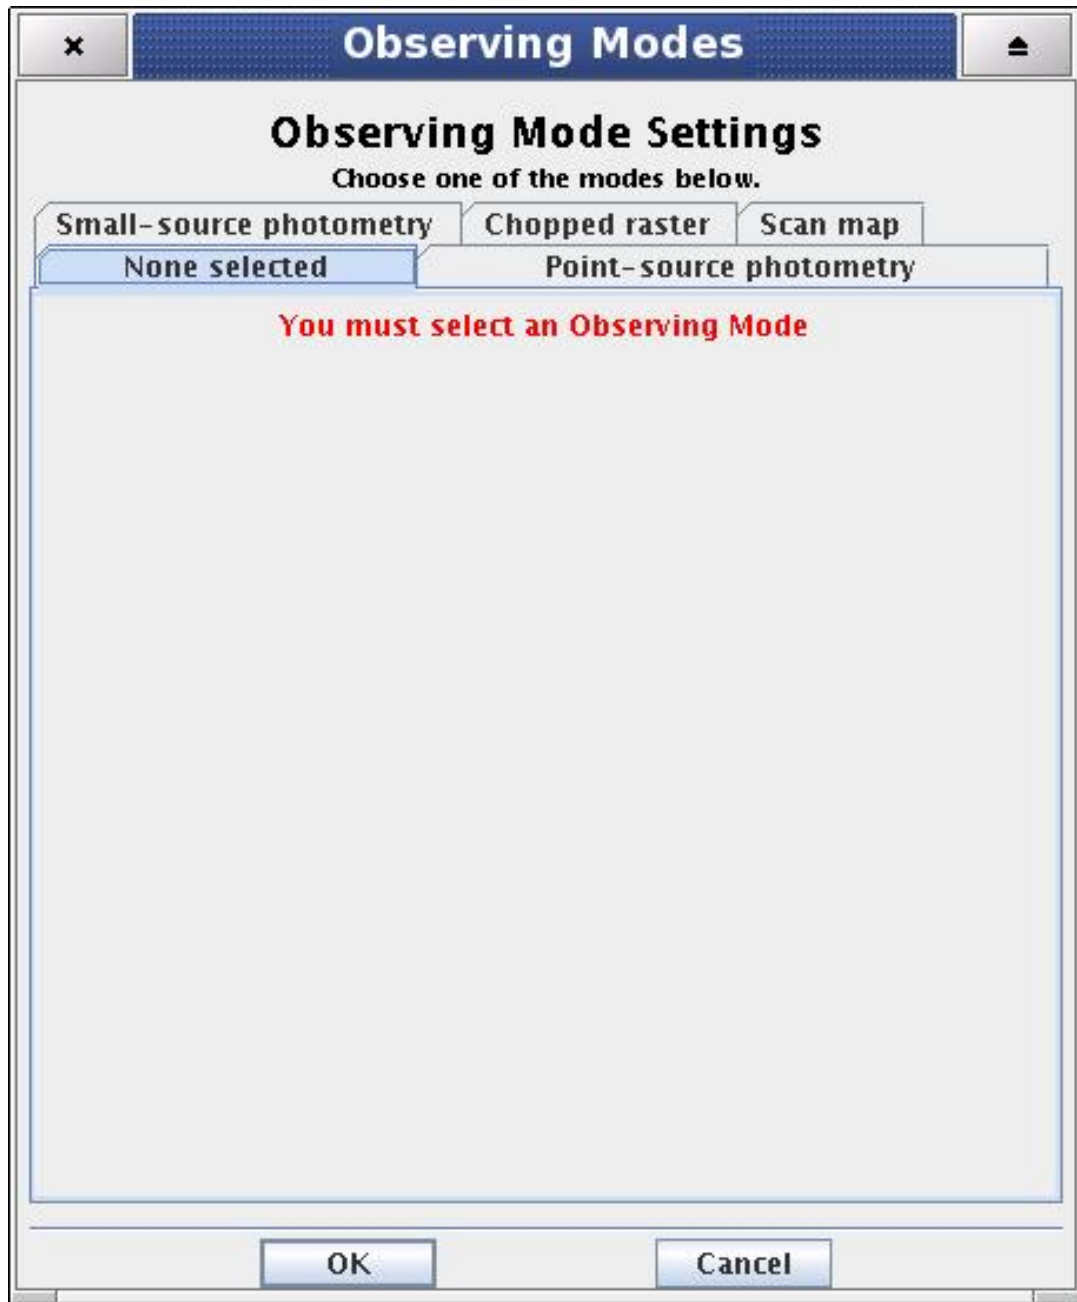 Observing Modes
Observing Mode Settings
Choose one of the modes below.
Small-source photometry Chopped raster Scan map
None selected Point-source photometry
You must select an Observing Mode
OK Cancel